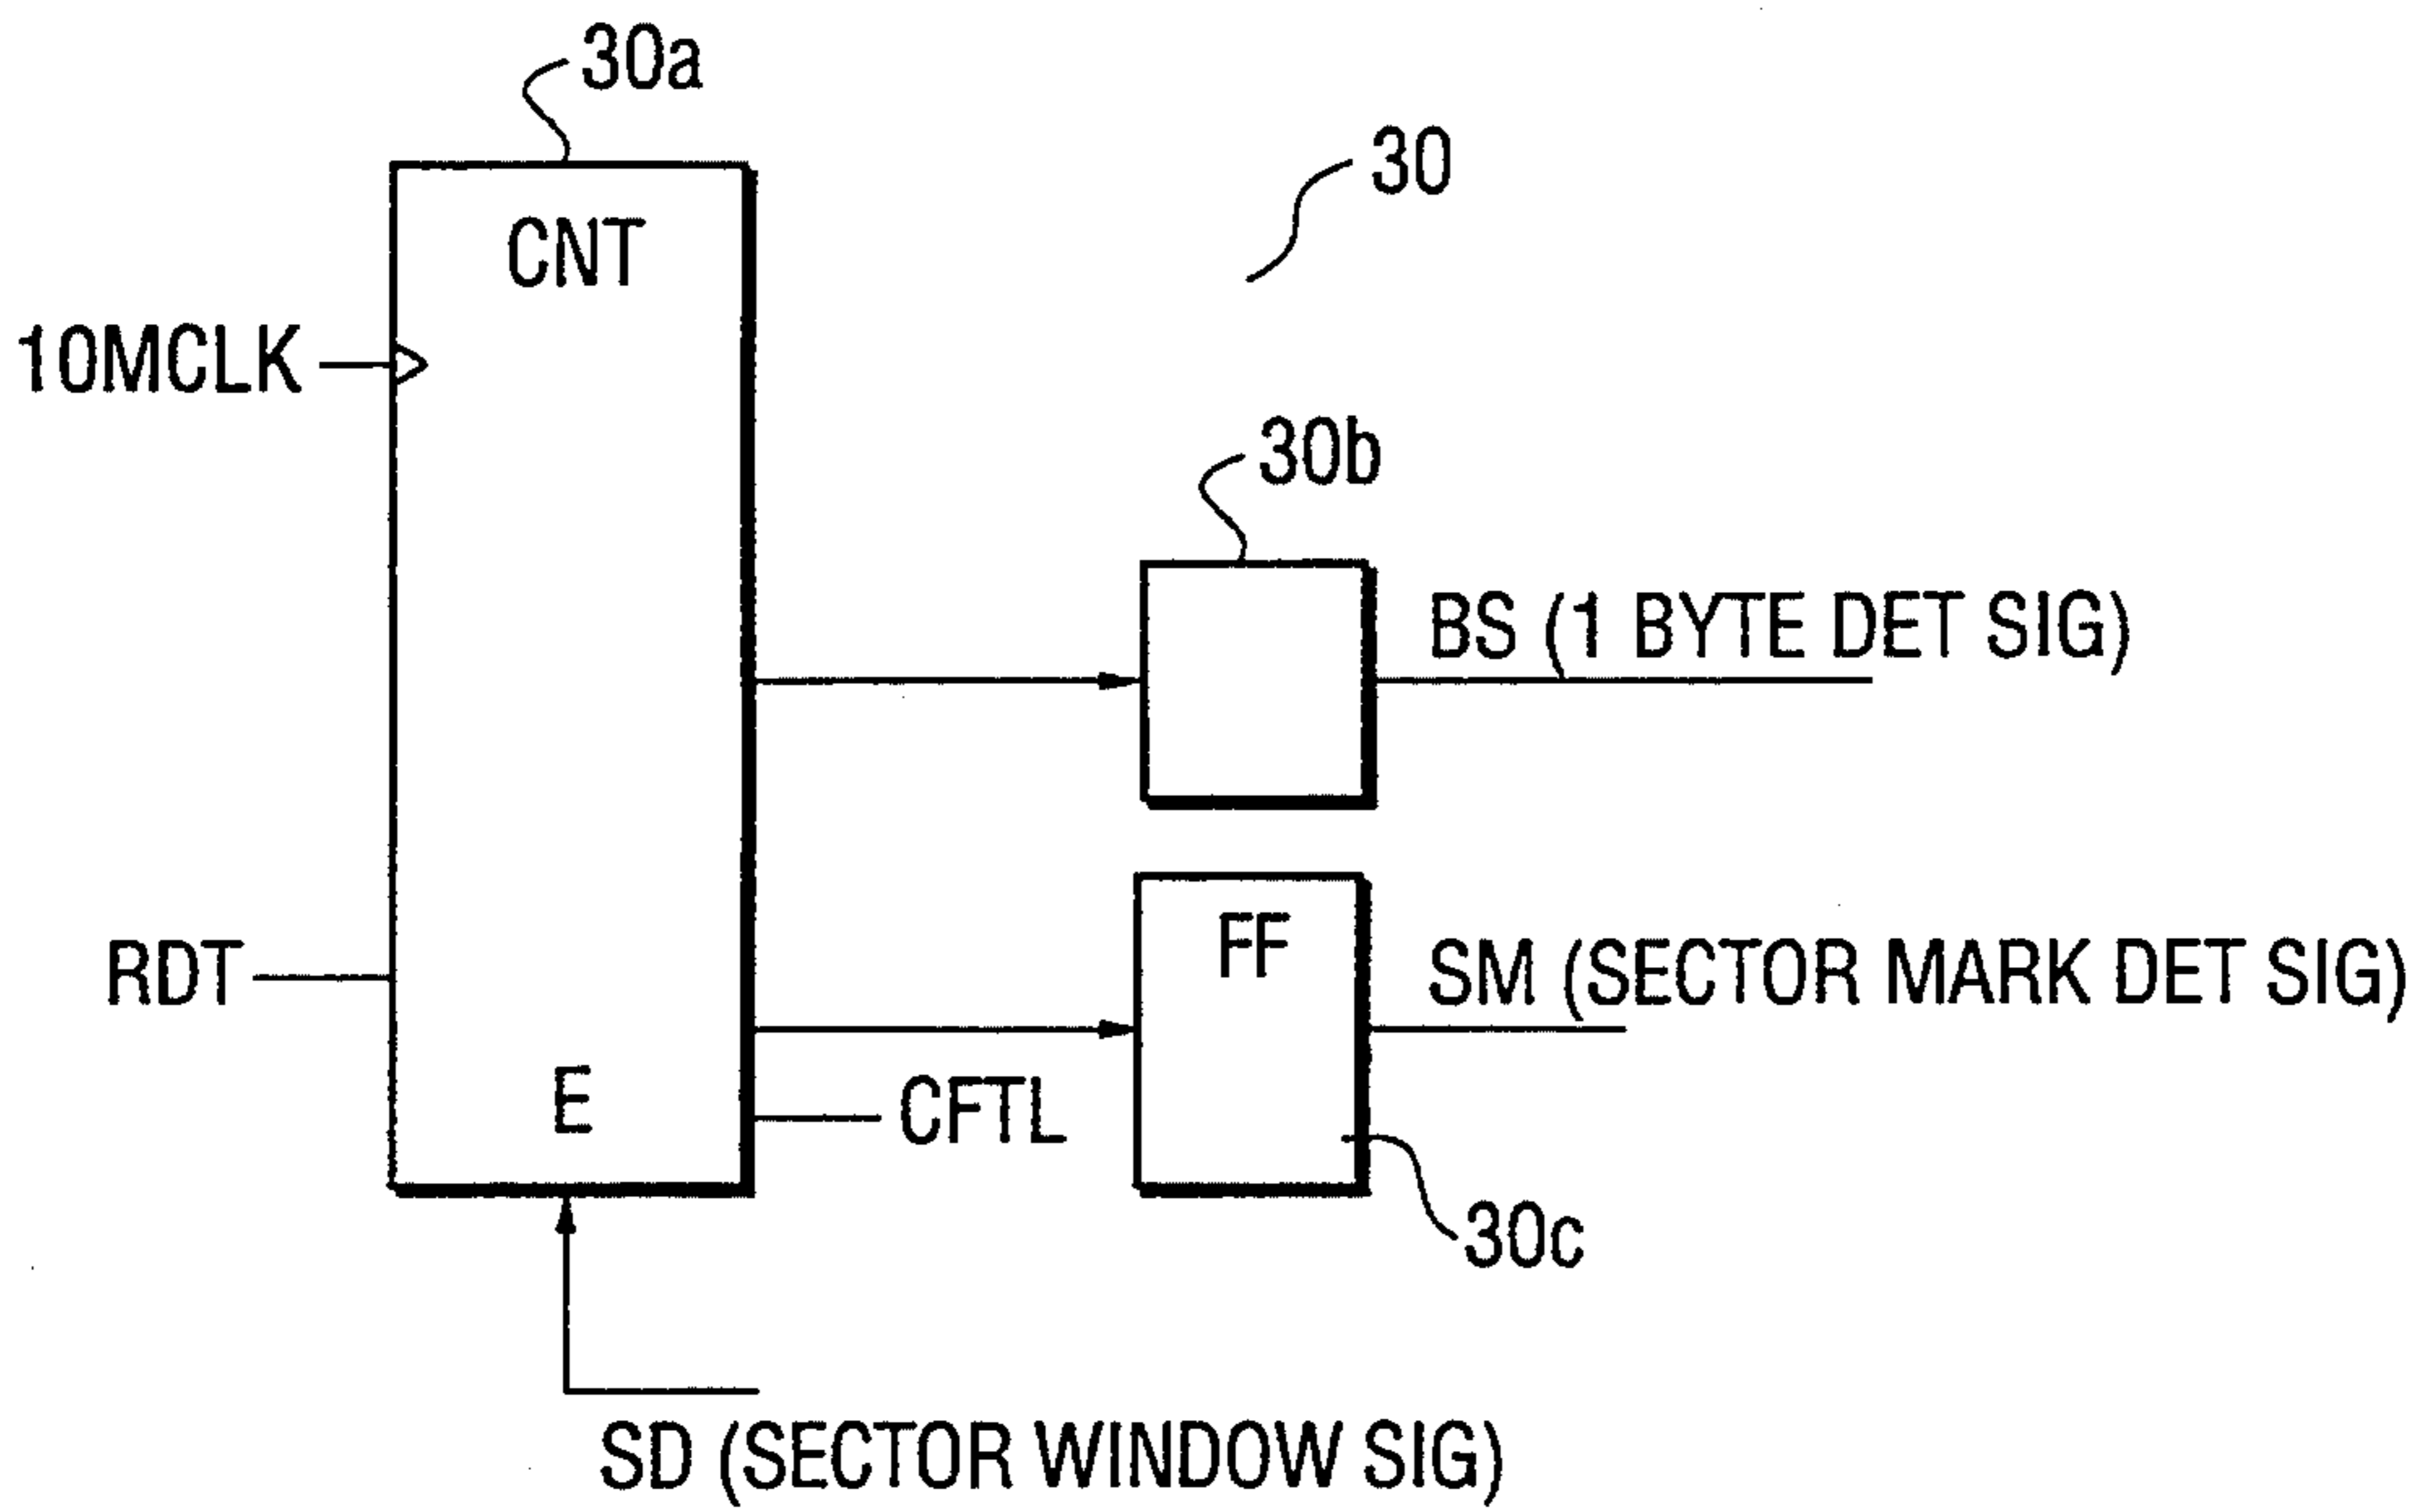 30a
30
CNT
10MCLK
30b
BS (1 BYTE DET SIG)
FF
RDT
SM (SECTOR MARK DET SIG)
E
CFTL
30c
SD (SECTOR WINDOW SIG)